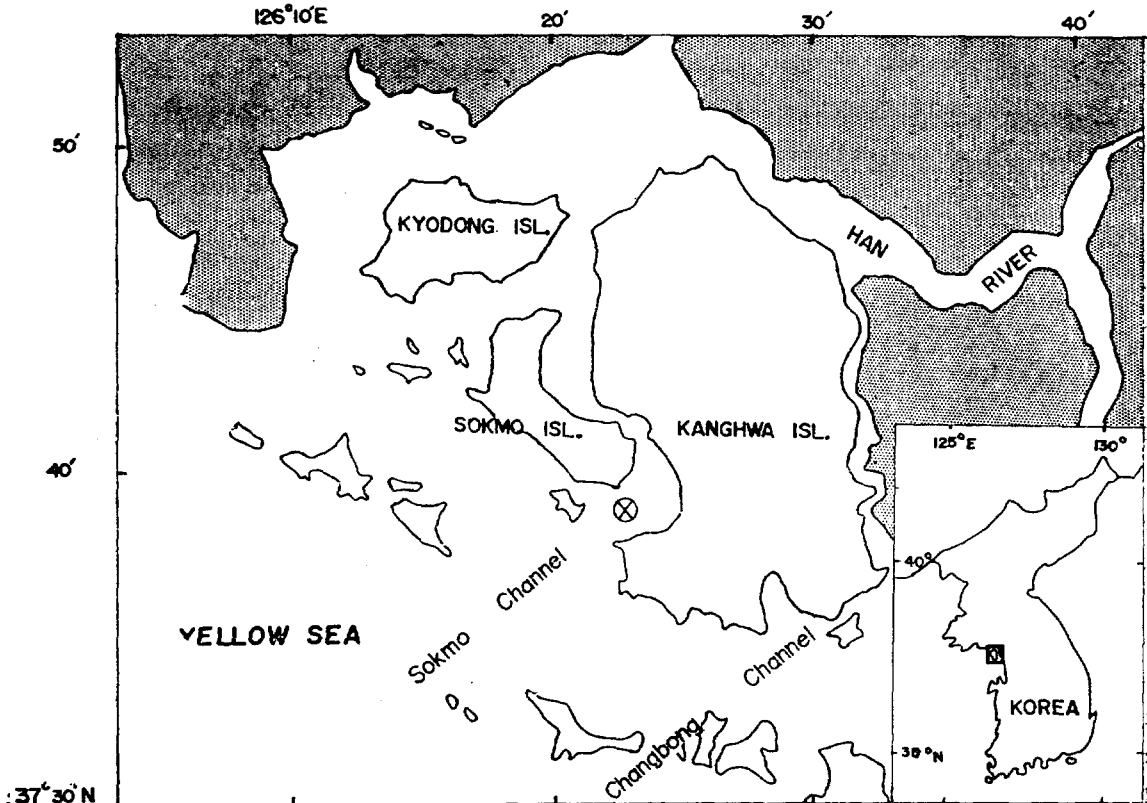 126°10'E 20' 30' 40'
50'
KYODONG ISL.
HAN
RIVER
SOKMO ISL.
KANGHWA ISL.
125°E 130°
40'
40°
Sokmo Channel
YELLOW SEA
Changbong Channel
KOREA
35°N
37°30'N